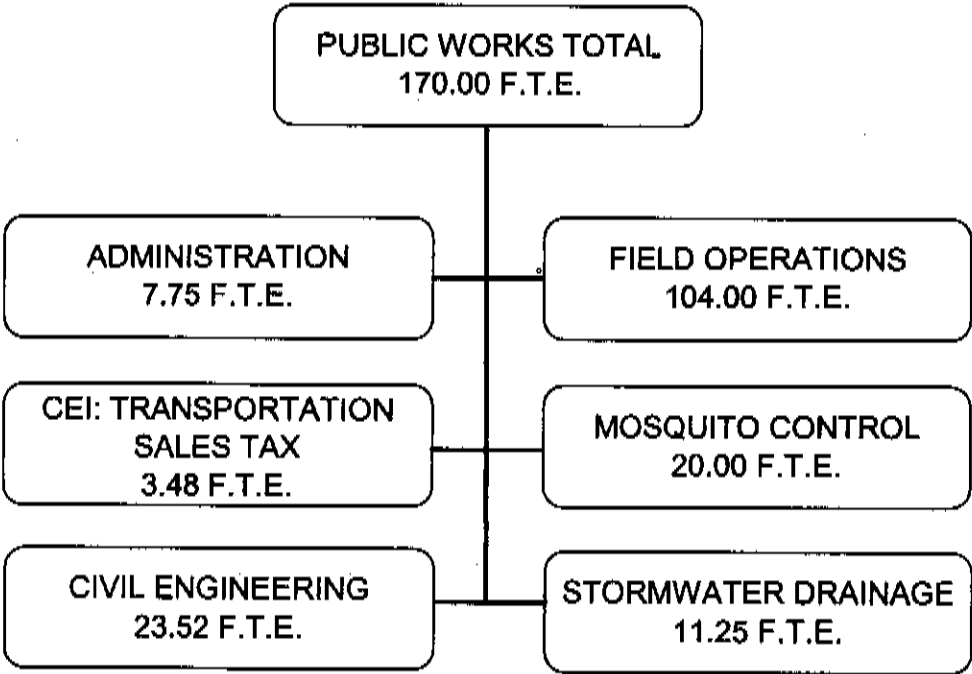 PUBLIC WORKS TOTAL
170.00 F.T.E.
ADMINISTRATION
7.75 F.T.E.
FIELD OPERATIONS
104.00 F.T.E.
CEI: TRANSPORTATION
SALES TAX
3.48 F.T.E.
MOSQUITO CONTROL
20.00 F.T.E.
CIVIL ENGINEERING
23.52 F.T.E.
STORMWATER DRAINAGE
11.25 F.T.E.